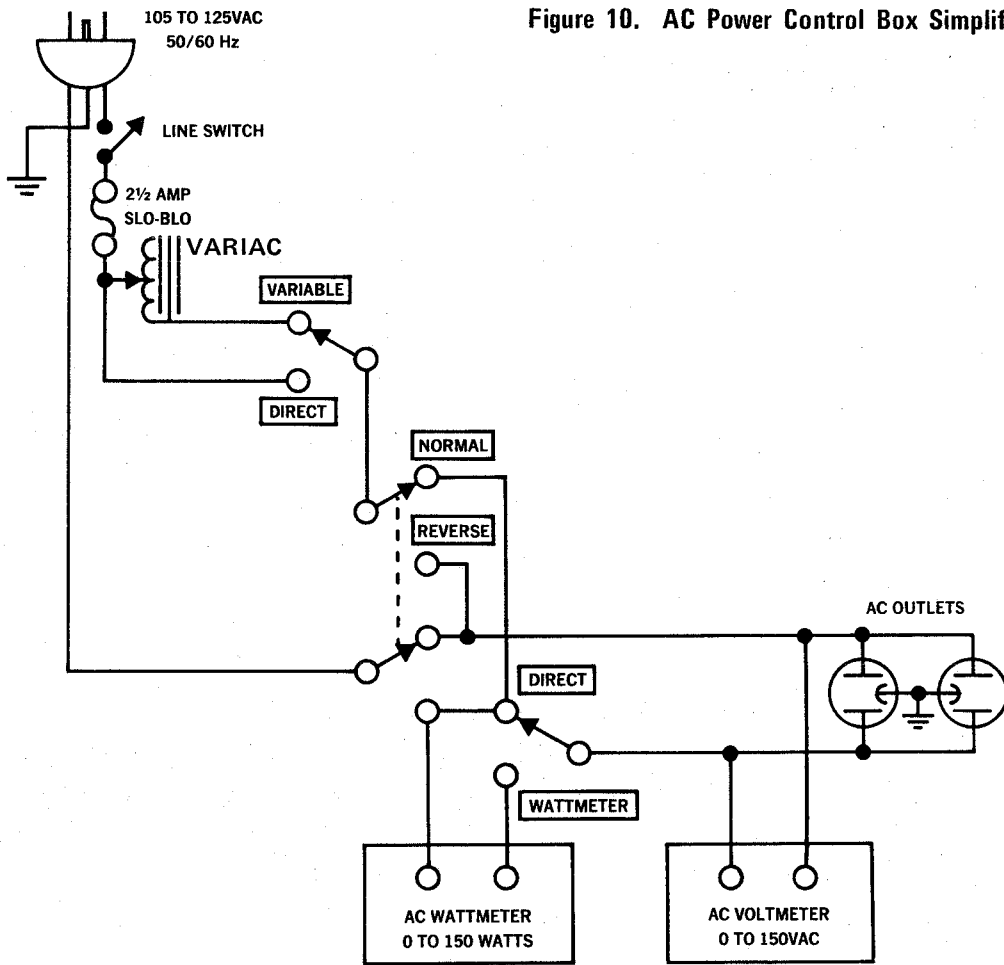 105 TO 125VAC
50/60 Hz
Figure 10. AC Power Control Box Simplif
LINE SWITCH
2½ AMP
SLO-BLO
VARIAC
VARIABLE
DIRECT
NORMAL
REVERSE
AC OUTLETS
DIRECT
WATTMETER
AC WATTMETER
0 TO 150 WATTS
AC VOLTMETER
0 TO 150VAC